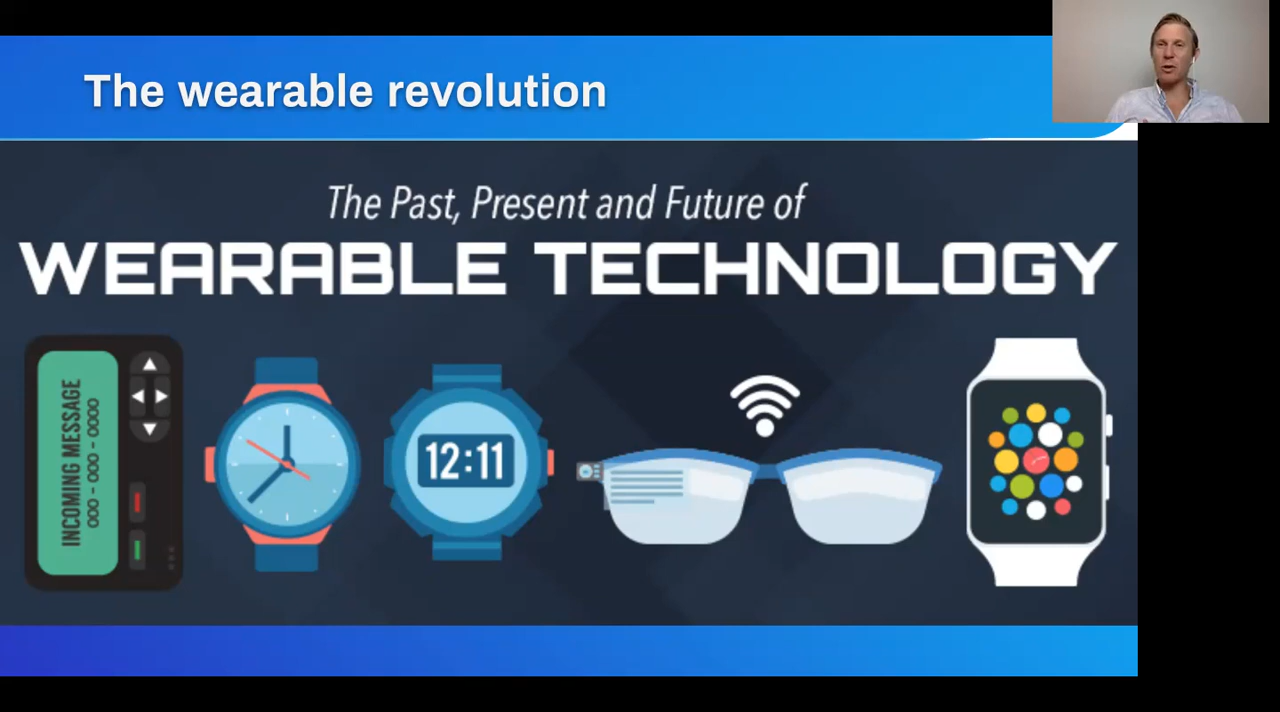 The wearable revolution
The Past, Present and Future of
WEARABLE TECHNOLOGY
INCOMING MESSAGE
000 - 000 - 0000
12:11